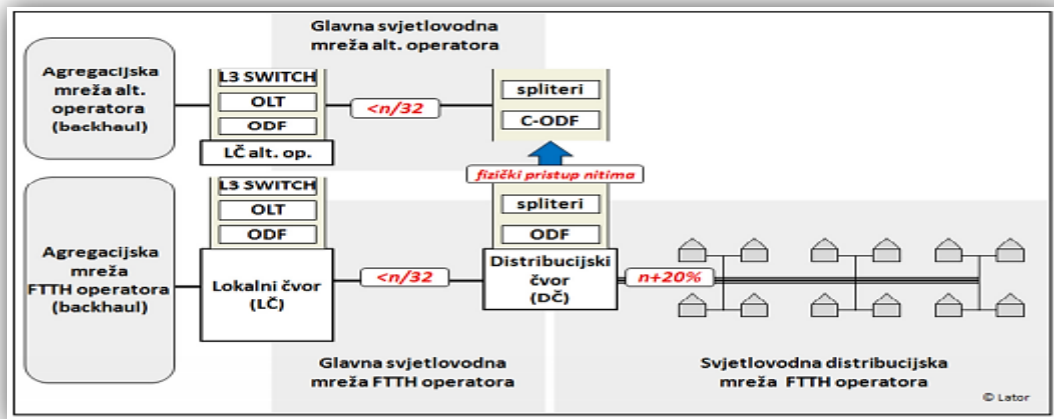 Glavna svjetlovodna
mreža alt. operatora
Agregacijska
mreža alt.
operatora
(backhaul)
L3 SWITCH
OLT
ODF
LČ alt. op.
<n/32
spliteri
C-ODF
fizički pristup nitima
Agregacijska
mreža
FTTH operatora
(backhaul)
L3 SWITCH
OLT
ODF
Lokalni čvor
(LČ)
<n/32
spliteri
ODF
Distribucijski
čvor
(DČ)
n+20%
Glavna svjetlovodna
mreža FTTH operatora
Svjetlovodna distribucijska
mreža FTTH operatora
© Lator